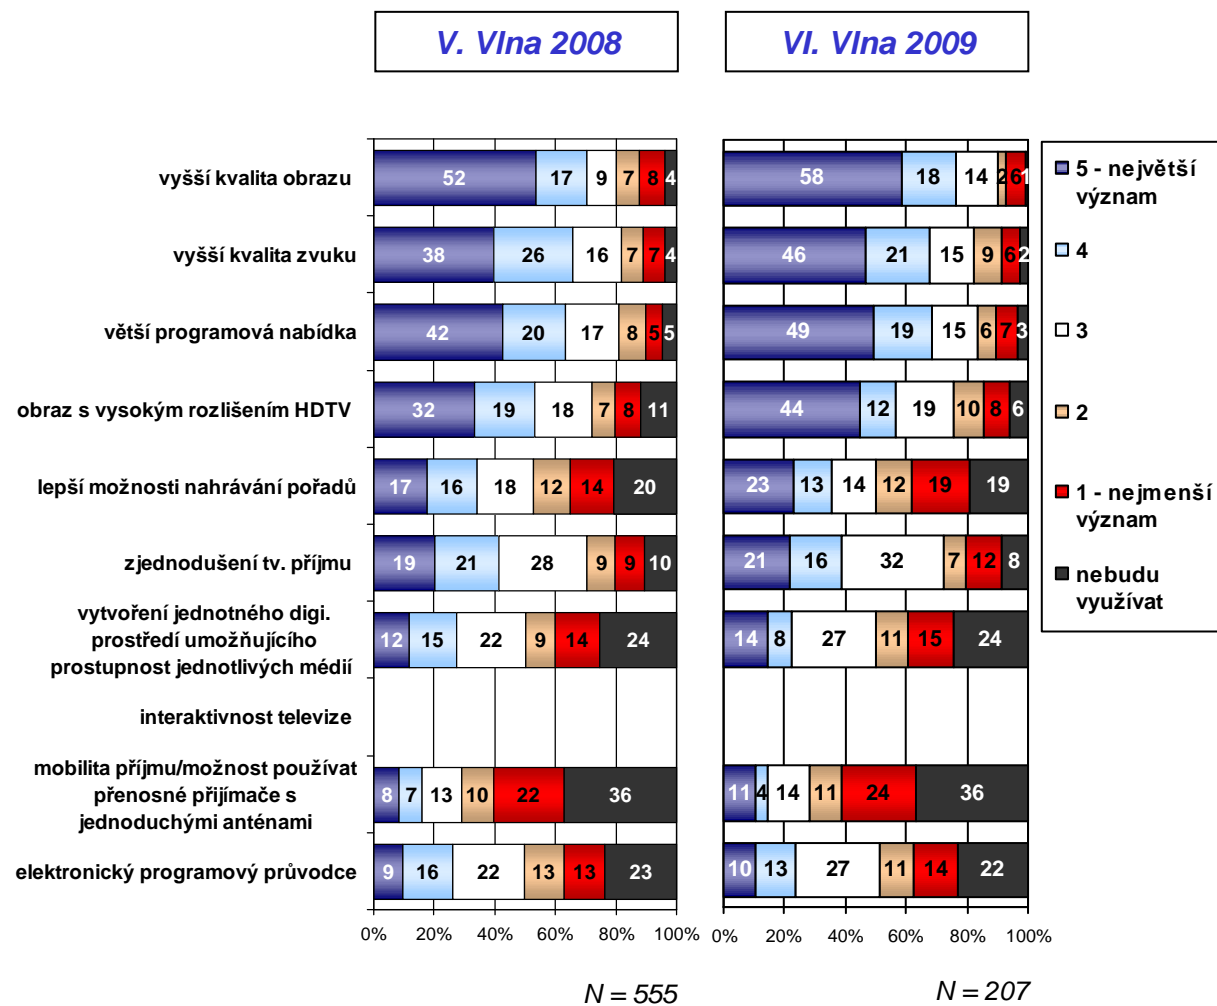 V. Vlna 2008
VI. Vlna 2009
vyšší kvalita obrazu
52 17 9 7 8 4
58 18 14 2 6 1
vyšší kvalita zvuku
38 26 16 7 7 4
46 21 15 9 6 2
větší programová nabídka
42 20 17 8 5 5
49 19 15 6 7 3
obraz s vysokým rozlišením HDTV
32 19 18 7 8 11
44 12 19 10 8 6
lepší možnosti nahrávání pořadů
17 16 18 12 14 20
23 13 14 12 19 19
zjednodušení tv. příjmu
19 21 28 9 9 10
21 16 32 7 12 8
vytvoření jednotného digi.
prostředí umožňujícího
prostupnost jednotlivých médií
12 15 22 9 14 24
14 8 27 11 15 24
interaktivnost televize
mobilita příjmu/možnost používat
přenosné přijímače s
jednoduchými anténami
8 7 13 10 22 36
11 4 14 11 24 36
elektronický programový průvodce
9 16 22 13 13 23
10 13 27 11 14 22
0% 20% 40% 60% 80% 100%
0% 20% 40% 60% 80% 100%
N = 555
N = 207
5 - největší
význam
4
3
2
1 - nejmenší
význam
nebudu
využívat